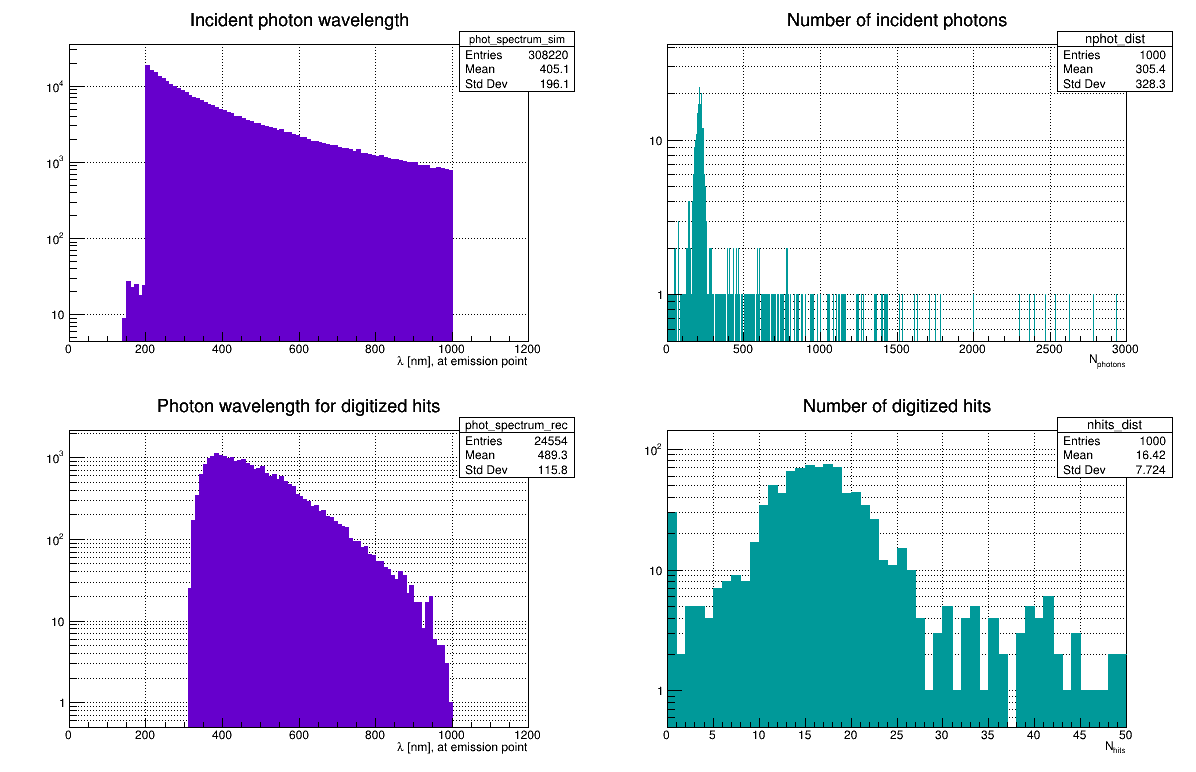 Incident photon wavelength
phot_spectrum_sim
Entries 308220
Mean 405.1
Std Dev 196.1
10^4
10^3
10^2
10
0 200 400 600 800 1000 1200
λ [nm], at emission point
Number of incident photons
nphot_dist
Entries 1000
Mean 305.4
Std Dev 328.3
10
1
0 500 1000 1500 2000 2500 3000
N_photons
Photon wavelength for digitized hits
phot_spectrum_rec
Entries 24554
Mean 489.3
Std Dev 115.8
10^3
10^2
10
1
0 200 400 600 800 1000 1200
λ [nm], at emission point
Number of digitized hits
nhits_dist
Entries 1000
Mean 16.42
Std Dev 7.724
10^2
10
1
0 5 10 15 20 25 30 35 40 45 50
N_hits